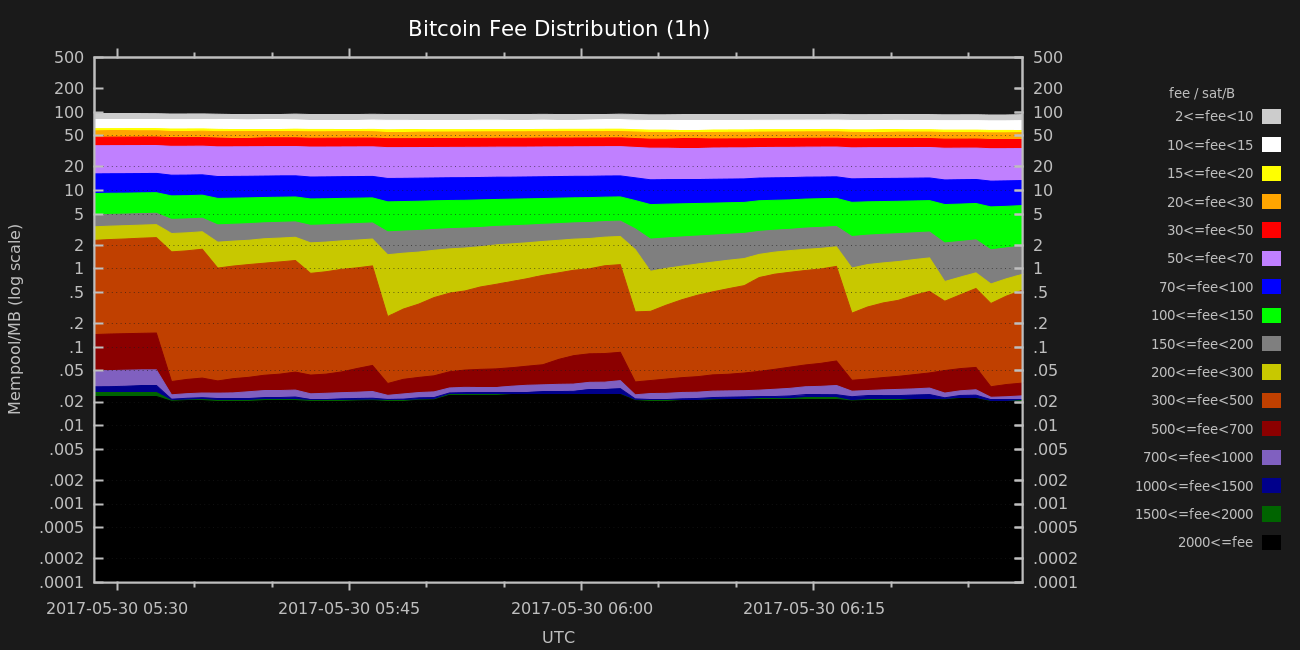 Bitcoin Fee Distribution (1h)
Mempool/MB (log scale)
500
200
100
50
20
10
5
2
1
.5
.2
.1
.05
.02
.01
.005
.002
.001
.0005
.0002
.0001
500
200
100
50
20
10
5
2
1
.5
.2
.1
.05
.02
.01
.005
.002
.001
.0005
.0002
.0001
2017-05-30 05:30
2017-05-30 05:45
2017-05-30 06:00
2017-05-30 06:15
UTC
fee / sat/B
2<=fee<10
10<=fee<15
15<=fee<20
20<=fee<30
30<=fee<50
50<=fee<70
70<=fee<100
100<=fee<150
150<=fee<200
200<=fee<300
300<=fee<500
500<=fee<700
700<=fee<1000
1000<=fee<1500
1500<=fee<2000
2000<=fee